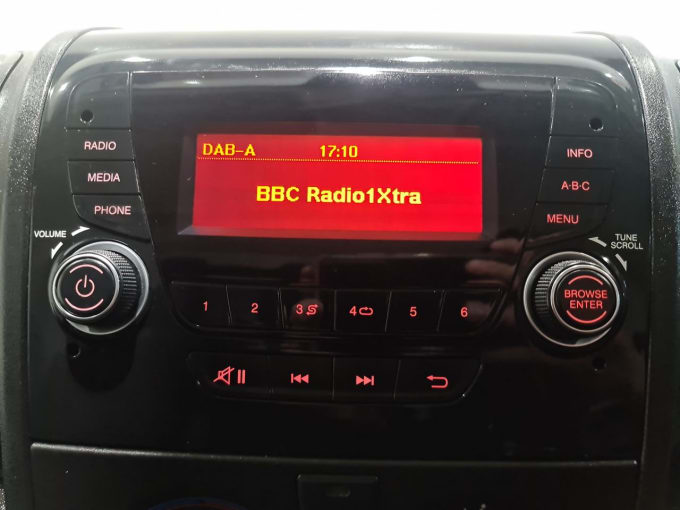 DAB-A 17:10
BBC Radio1Xtra
RADIO
MEDIA
PHONE
INFO
A·B·C
MENU
VOLUME
TUNE
SCROLL
BROWSE
ENTER
1 2 3 4 5 6